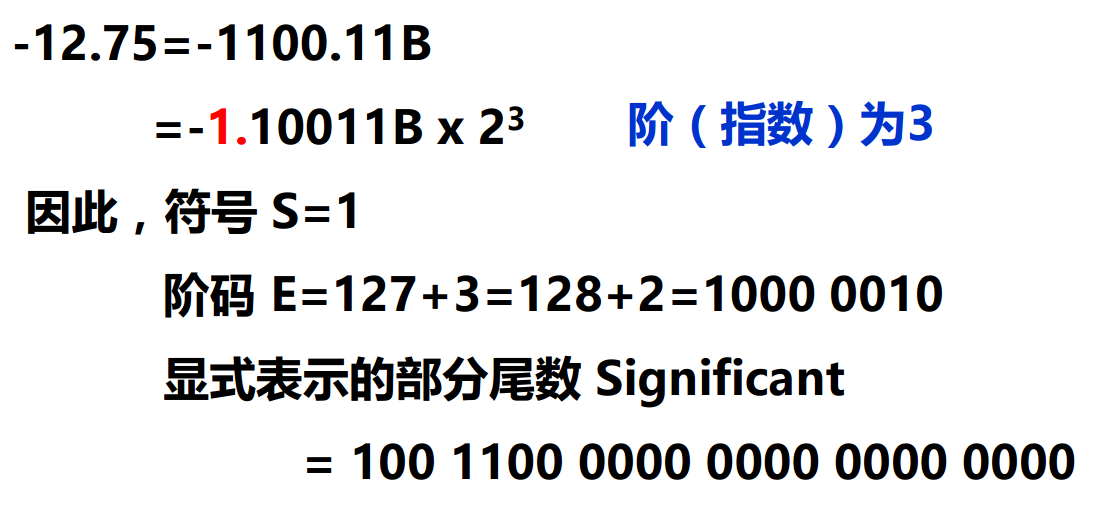 -12.75=-1100.11B
=-1.10011B x 2³ 阶（指数）为3
因此，符号 S=1
阶码 E=127+3=128+2=1000 0010
显式表示的部分尾数 Significant
= 100 1100 0000 0000 0000 0000